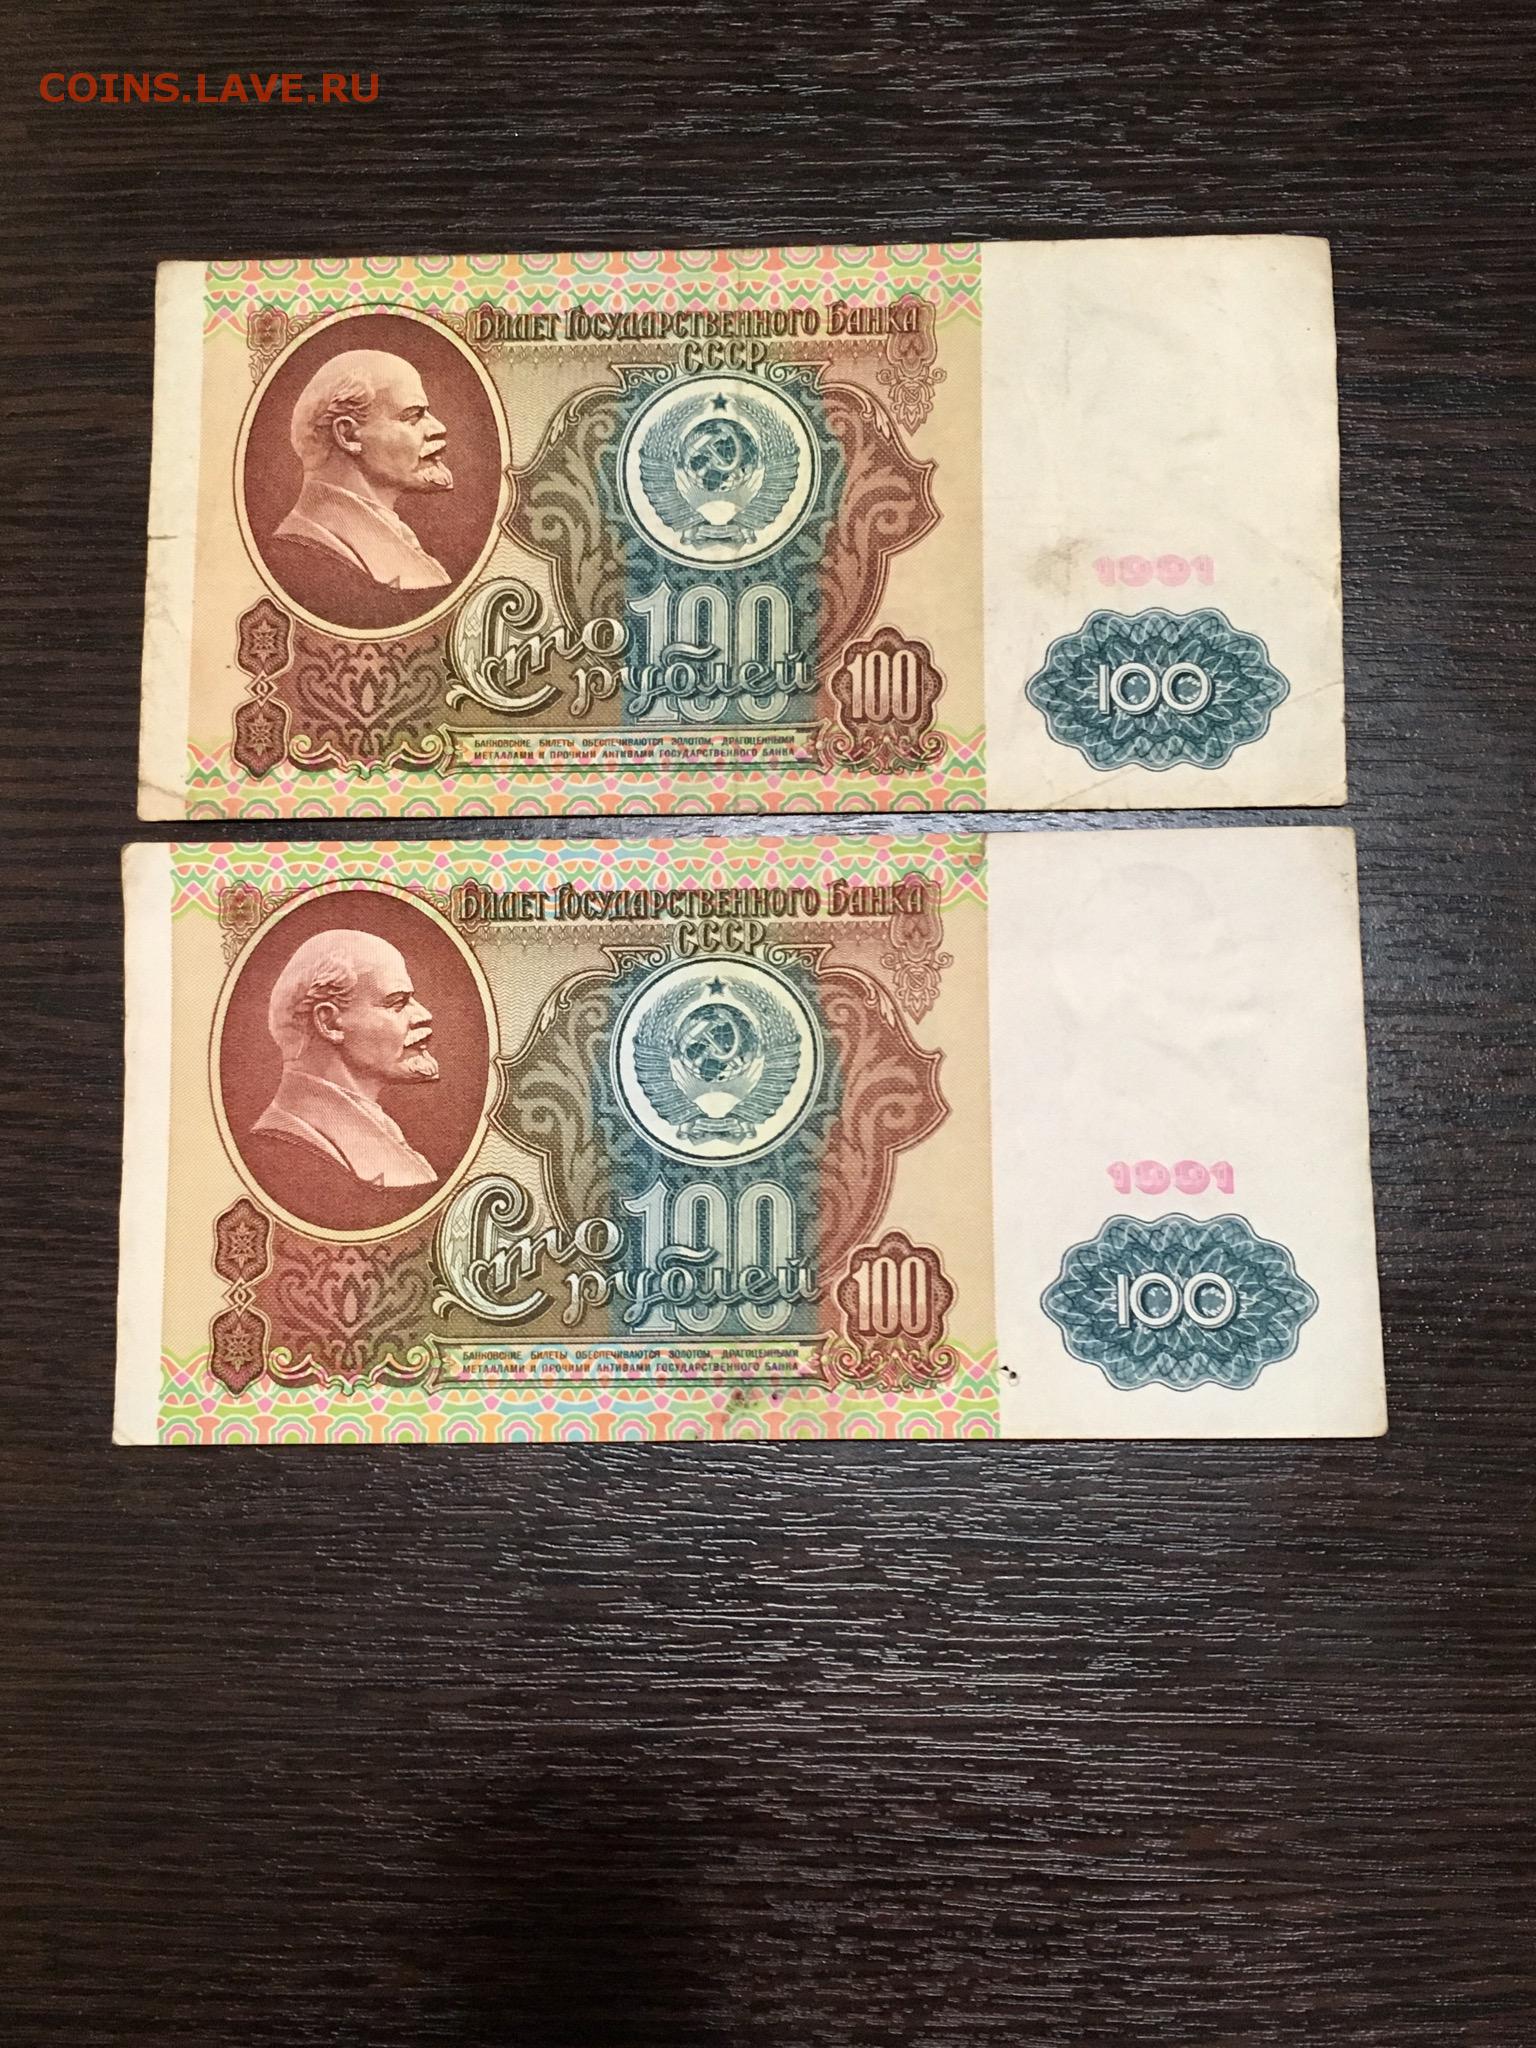 COINS.LAVE.RU
Билет Государственного Банка
СССР
1991
100
Сто
рублей
100
100
БАНКОВСКИЕ БИЛЕТЫ ОБЕСПЕЧИВАЮТСЯ ЗОЛОТОМ, ДРАГОЦЕННЫМИ
МЕТАЛЛАМИ И ПРОЧИМИ АКТИВАМИ ГОСУДАРСТВЕННОГО БАНКА
Билет Государственного Банка
СССР
1991
100
Сто
рублей
100
100
БАНКОВСКИЕ БИЛЕТЫ ОБЕСПЕЧИВАЮТСЯ ЗОЛОТОМ, ДРАГОЦЕННЫМИ
МЕТАЛЛАМИ И ПРОЧИМИ АКТИВАМИ ГОСУДАРСТВЕННОГО БАНКА